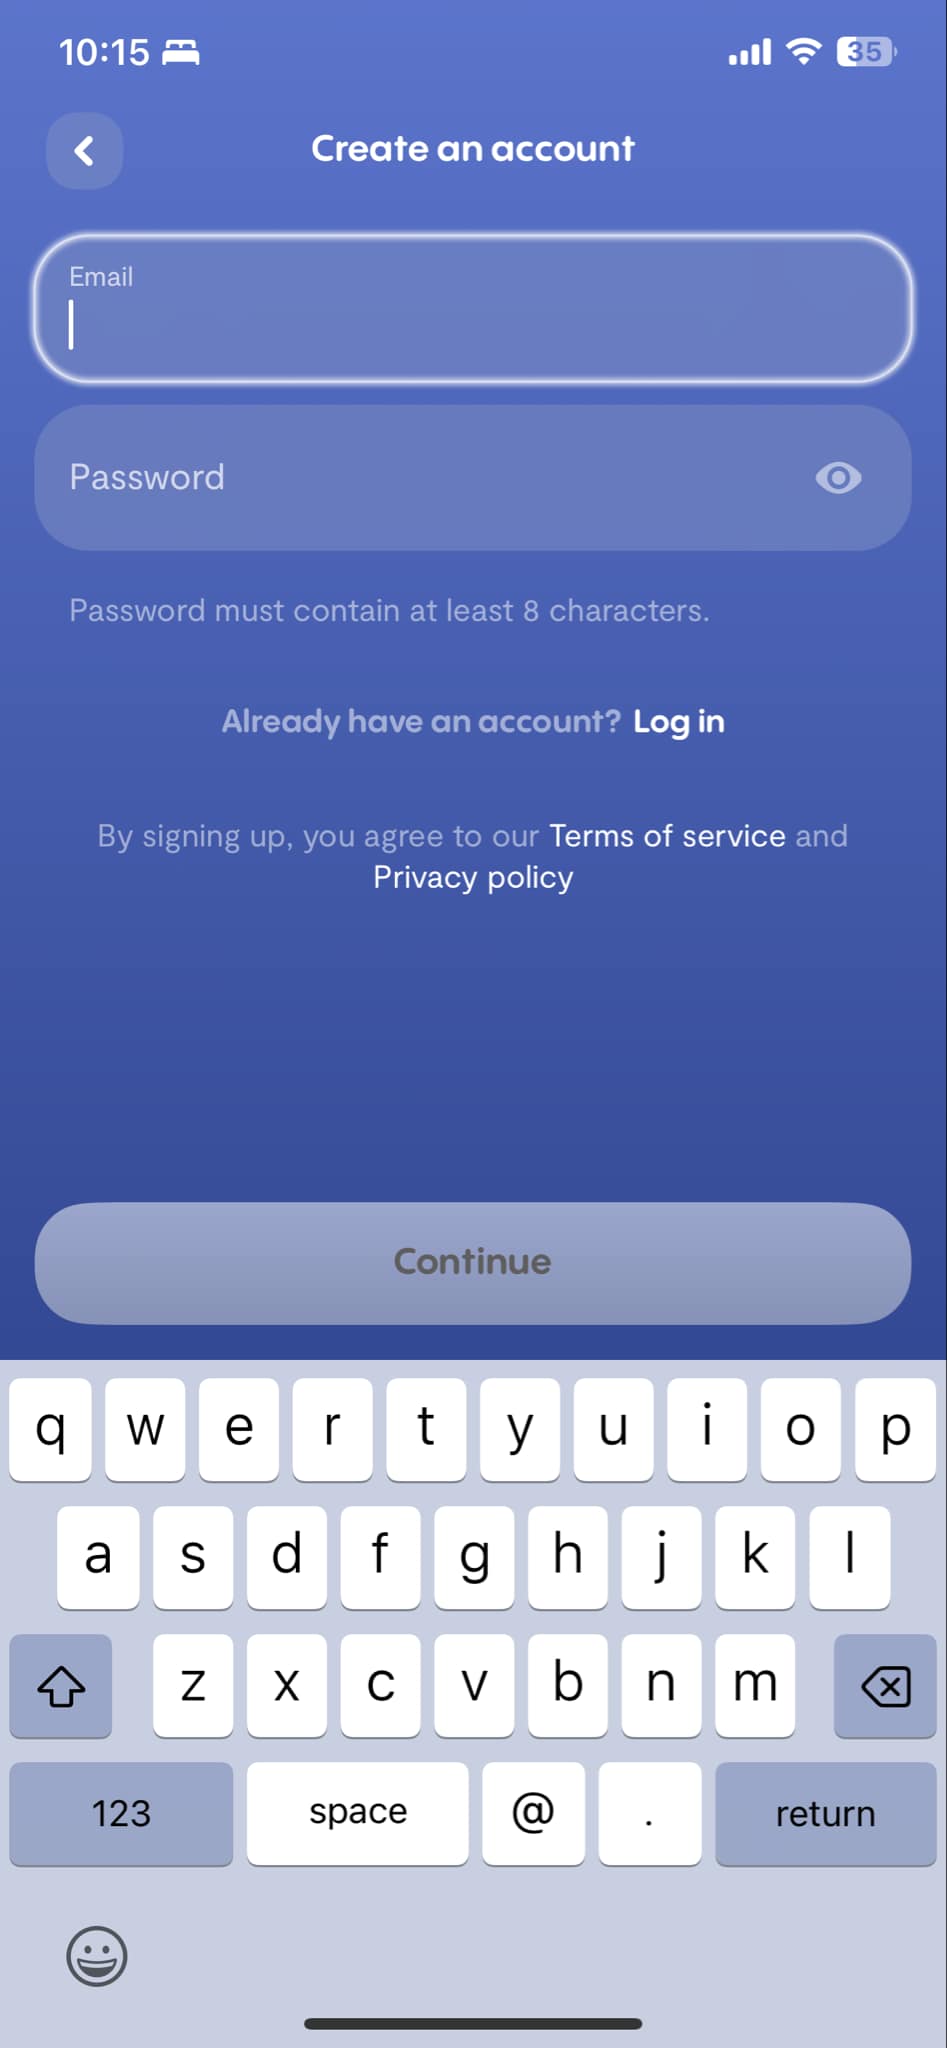 10:15
35
Create an account
Email
Password
Password must contain at least 8 characters.
Already have an account? Log in
By signing up, you agree to our Terms of service and
Privacy policy
Continue
q w e r t y u i o p
a s d f g h j k l
z x c v b n m
123 space @ . return